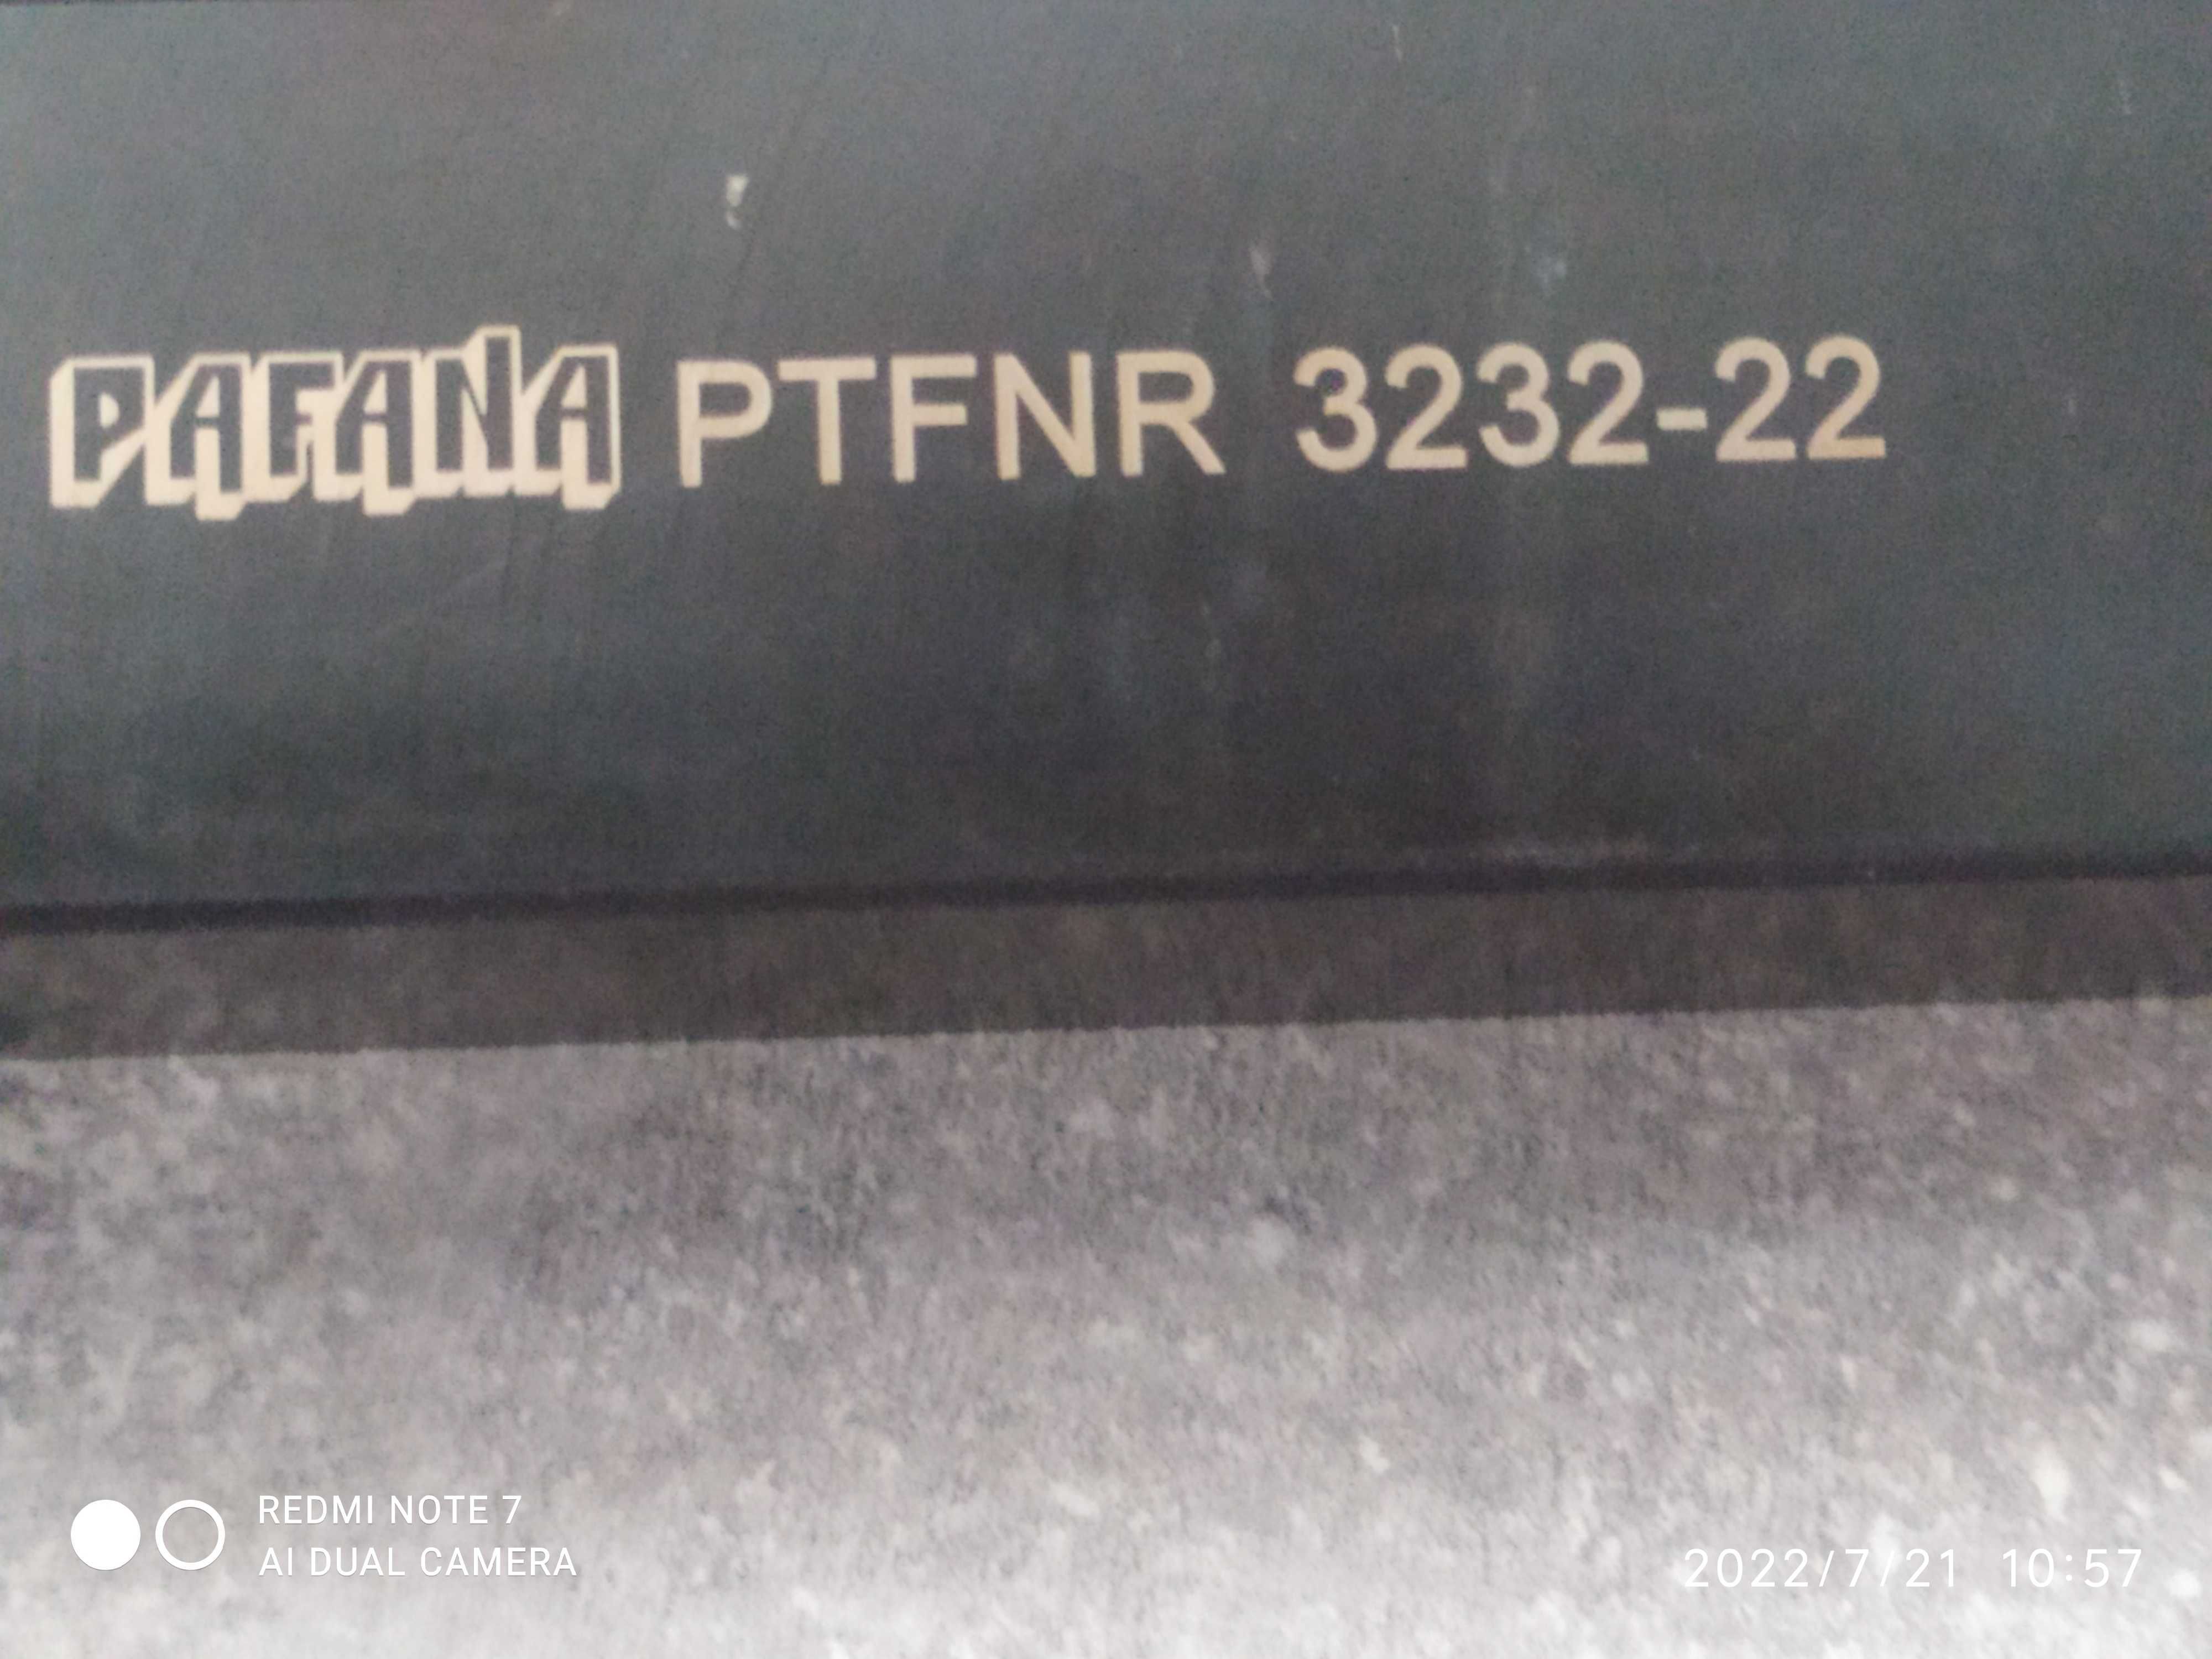 PAFANA PTFNR 3232-22
REDMI NOTE 7
AI DUAL CAMERA
2022/7/21 10:57